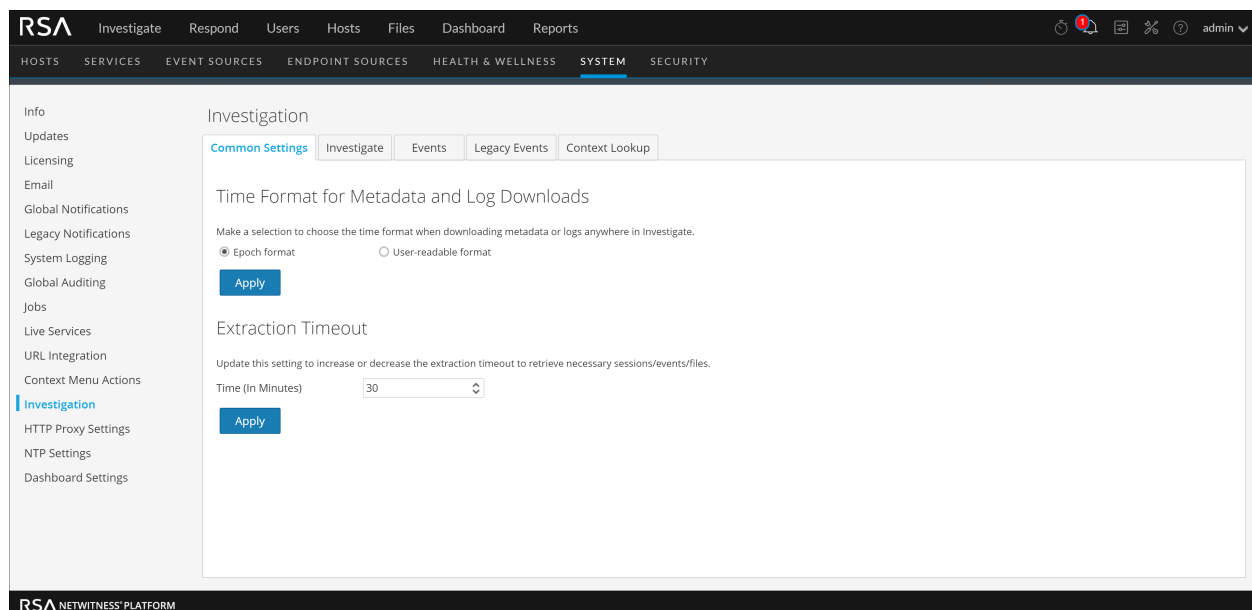 RSA Investigate Respond Users Hosts Files Dashboard Reports 1 ? admin
HOSTS SERVICES EVENT SOURCES ENDPOINT SOURCES HEALTH & WELLNESS SYSTEM SECURITY
Info
Updates
Licensing
Email
Global Notifications
Legacy Notifications
System Logging
Global Auditing
Jobs
Live Services
URL Integration
Context Menu Actions
Investigation
HTTP Proxy Settings
NTP Settings
Dashboard Settings
Investigation
Common Settings Investigate Events Legacy Events Context Lookup
Time Format for Metadata and Log Downloads
Make a selection to choose the time format when downloading metadata or logs anywhere in Investigate.
Epoch format User-readable format
Apply
Extraction Timeout
Update this setting to increase or decrease the extraction timeout to retrieve necessary sessions/events/files.
Time (In Minutes) 30
Apply
RSA NETWITNESS® PLATFORM